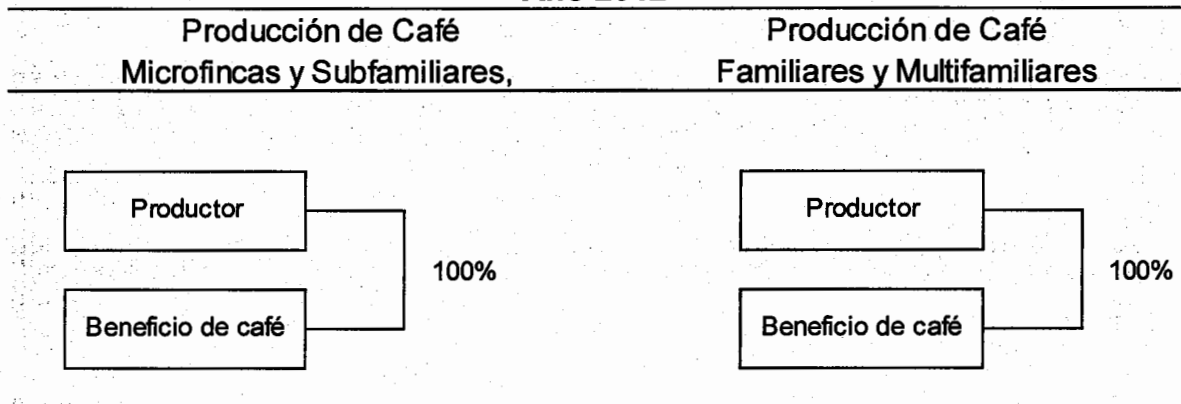 Producción de Café
Microfincas y Subfamiliares,
Producción de Café
Familiares y Multifamiliares
Productor
100%
Beneficio de café
Productor
100%
Beneficio de café